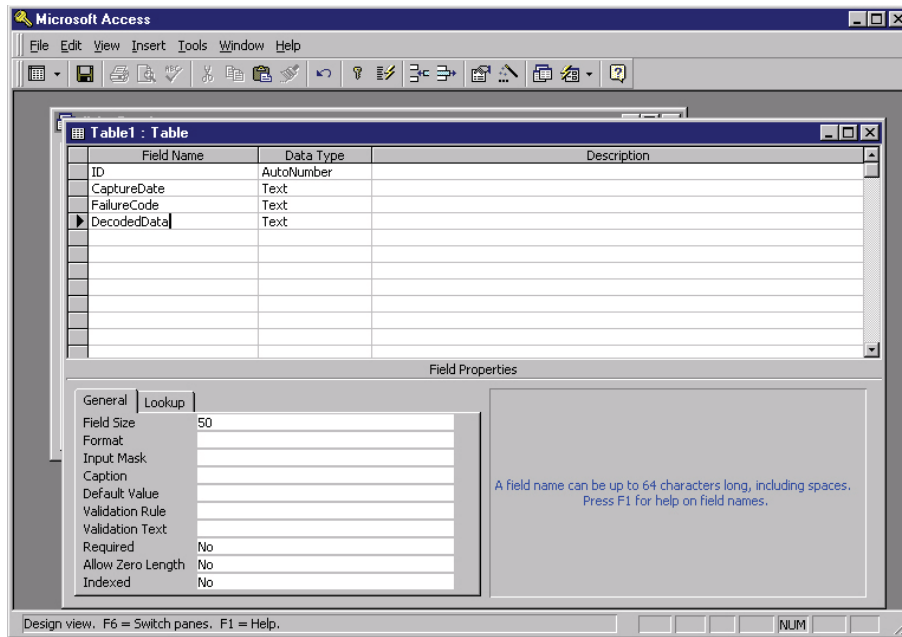 Microsoft Access
File Edit View Insert Tools Window Help
Table1 : Table
Field Name Data Type Description
ID AutoNumber
CaptureDate Text
FailureCode Text
DecodedData Text
Field Properties
General Lookup
Field Size 50
Format
Input Mask
Caption
Default Value
Validation Rule
Validation Text
Required No
Allow Zero Length No
Indexed No
A field name can be up to 64 characters long, including spaces.
Press F1 for help on field names.
Design view. F6 = Switch panes. F1 = Help. NUM